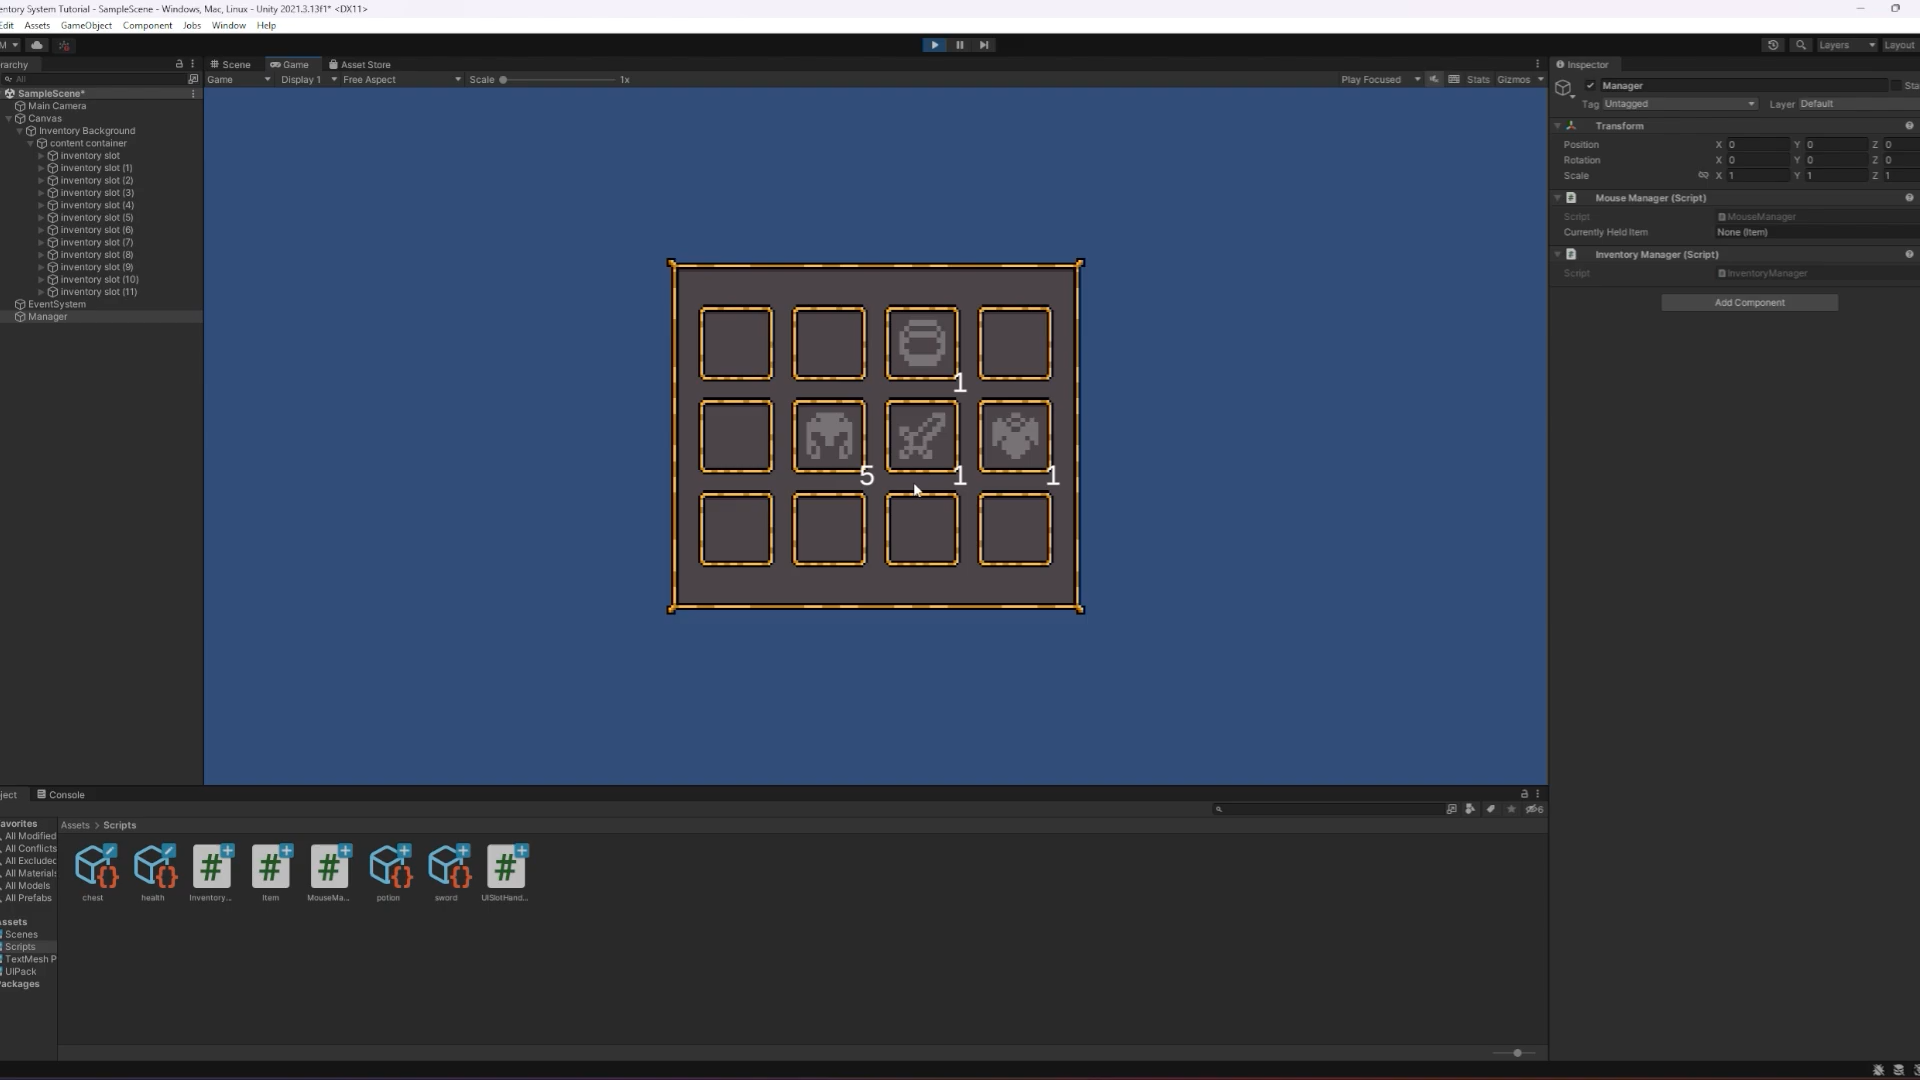 entory System Tutorial - SampleScene - Windows, Mac, Linux - Unity 2021.3.13f1* <DX11>
Edit Assets GameObject Component Jobs Window Help
Layers Layout
rarchy
All
SampleScene*
Main Camera
Canvas
Inventory Background
content container
inventory slot
inventory slot (1)
inventory slot (2)
inventory slot (3)
inventory slot (4)
inventory slot (5)
inventory slot (6)
inventory slot (7)
inventory slot (8)
inventory slot (9)
inventory slot (10)
inventory slot (11)
EventSystem
Manager
Scene Game Asset Store
Game Display 1 Free Aspect Scale 1x Play Focused Stats Gizmos
1
5 1 1
Inspector
Manager Sta
Tag Untagged Layer Default
Transform
Position X 0 Y 0 Z 0
Rotation X 0 Y 0 Z 0
Scale X 1 Y 1 Z 1
Mouse Manager (Script)
Script MouseManager
Currently Held Item None (Item)
Inventory Manager (Script)
Script InventoryManager
Add Component
ject Console
6
avorites
All Modified
All Conflicts
All Excluded
All Materials
All Models
All Prefabs
ssets
Scenes
Scripts
TextMesh P
UIPack
ackages
Assets > Scripts
chest health Inventory... Item MouseMa... potion sword UISlotHand...